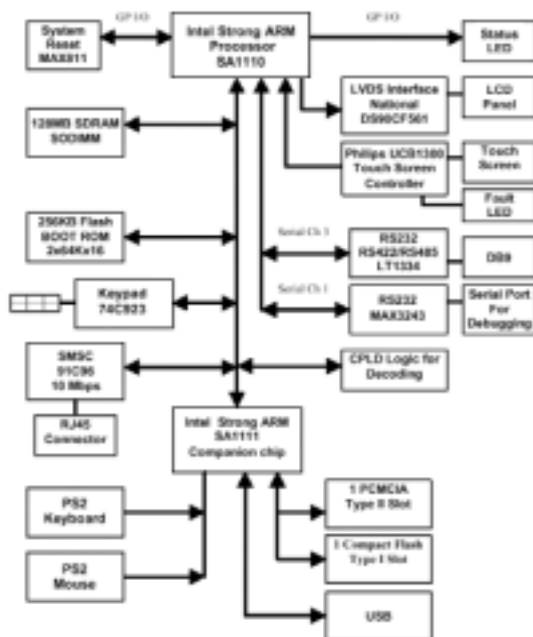 GP I/O
GP I/O
System
Reset
MAX811
Intel Strong ARM
Processor
SA1110
Status
LED
LVDS Interface
National
DS90CF561
LCD
Panel
128MB SDRAM
SODIMM
Philips UCB1300
Touch Screen
Controller
Touch
Screen
Fault
LED
256KB Flash
BOOT ROM
2x64Kx16
Serial Ch 3
RS232
RS422/RS485
LT1334
DB9
Keypad
74C923
Serial Ch 1
RS232
MAX3243
Serial Port
For
Debugging
SMSC
91C96
10 Mbps
CPLD Logic for
Decoding
RJ45
Connector
Intel Strong ARM
SA1111
Companion chip
PS2
Keyboard
1 PCMCIA
Type II Slot
1 Compact Flash
Type I Slot
PS2
Mouse
USB